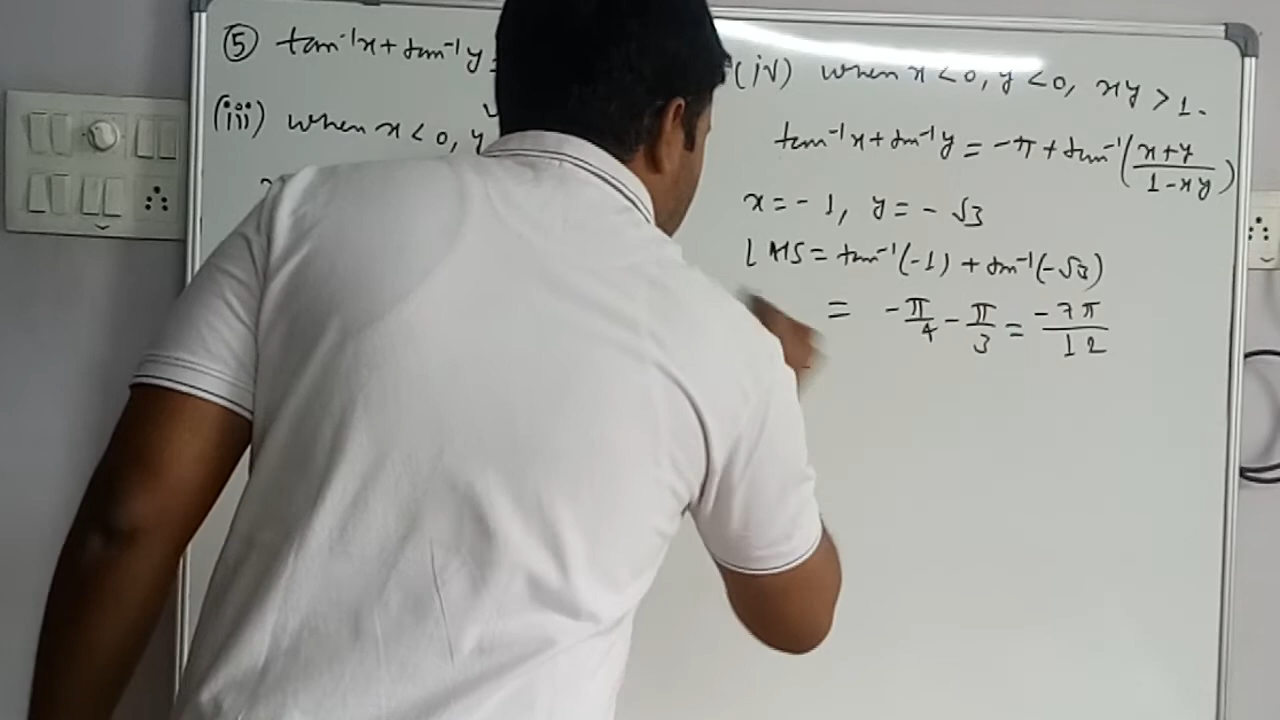 ⑤ tan⁻¹x + tan⁻¹y
(iii) when x < 0, y
(iv) when x < 0, y < 0, xy > 1.
tan⁻¹x + tan⁻¹y = -π + tan⁻¹((x+y)/(1-xy))
x = -1, y = -√3
LHS = tan⁻¹(-1) + tan⁻¹(-√3)
= -π/4 - π/3 = -7π/12